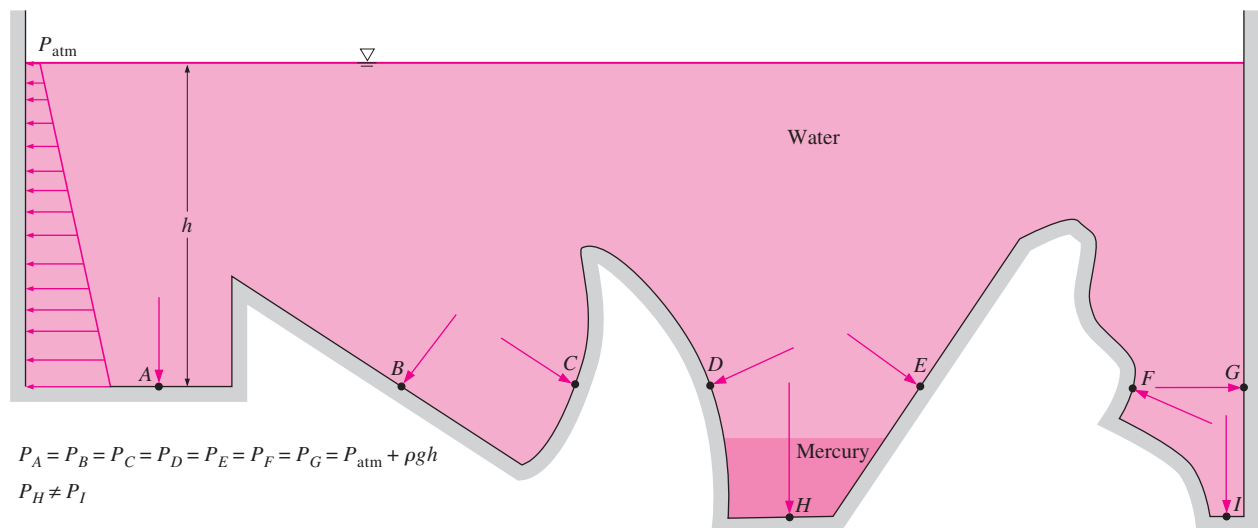 P_atm
Water
h
A
B
C
D
E
F
G
Mercury
H
I
P_A = P_B = P_C = P_D = P_E = P_F = P_G = P_atm + ρgh
P_H ≠ P_I